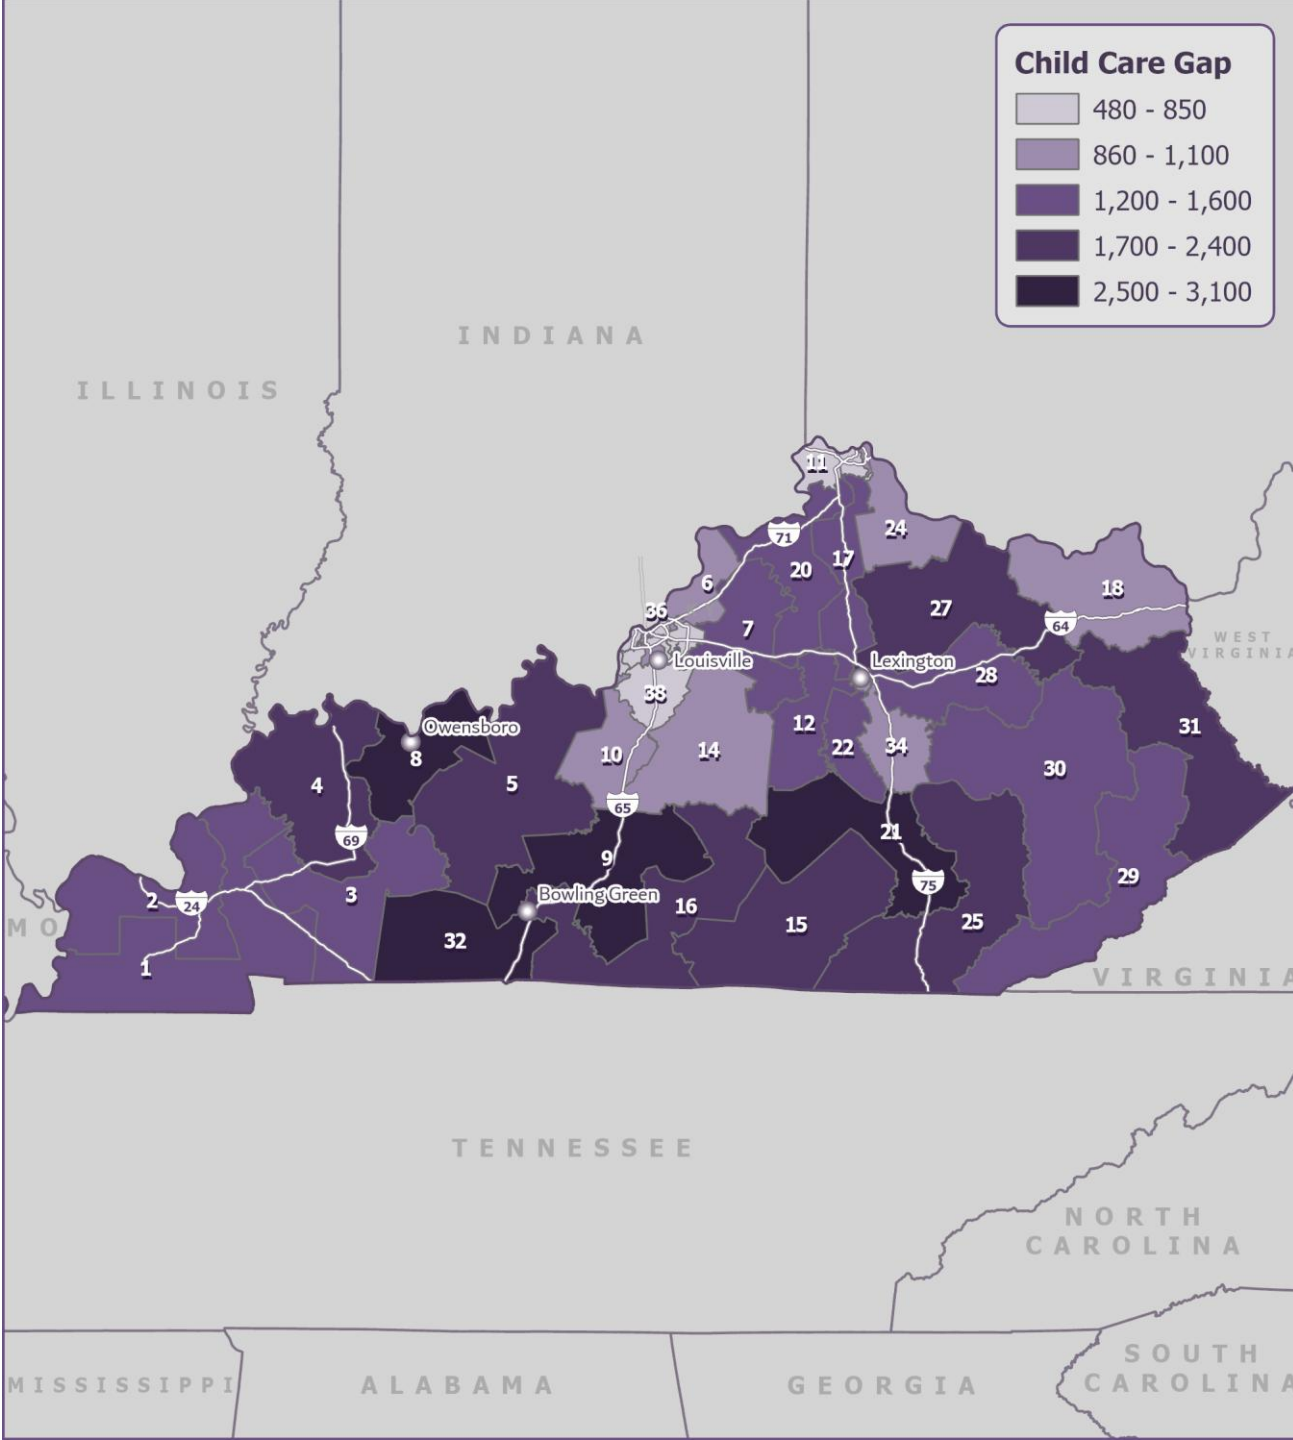 Child Care Gap
480 - 850
860 - 1,100
1,200 - 1,600
1,700 - 2,400
2,500 - 3,100
INDIANA
ILLINOIS
11
24
71
17
20
6
18
27
36
64
7
WEST
VIRGINIA
Louisville
Lexington
28
38
Owensboro
12
31
10
14
22
34
8
30
4
5
65
21
69
9
75
29
3
Bowling Green
2
24
16
25
15
MO
32
1
VIRGINIA
TENNESSEE
NORTH
CAROLINA
SOUTH
CAROLINA
MISSISSIPPI
ALABAMA
GEORGIA